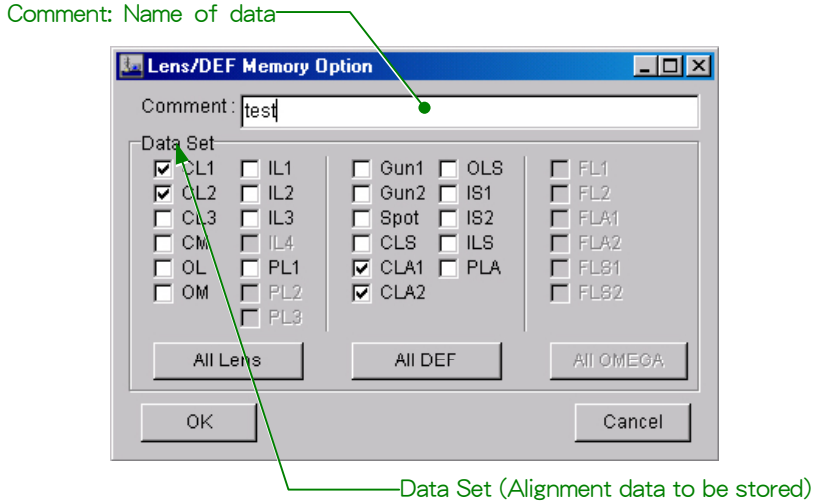 Comment: Name of data
Lens/DEF Memory Option
Comment : test
Data Set
CL1 IL1 Gun1 OLS FL1
CL2 IL2 Gun2 IS1 FL2
CL3 IL3 Spot IS2 FLA1
CM IL4 CLS ILS FLA2
OL PL1 CLA1 PLA FLS1
OM PL2 CLA2 FLS2
PL3
All Lens All DEF All OMEGA
OK Cancel
Data Set (Alignment data to be stored)